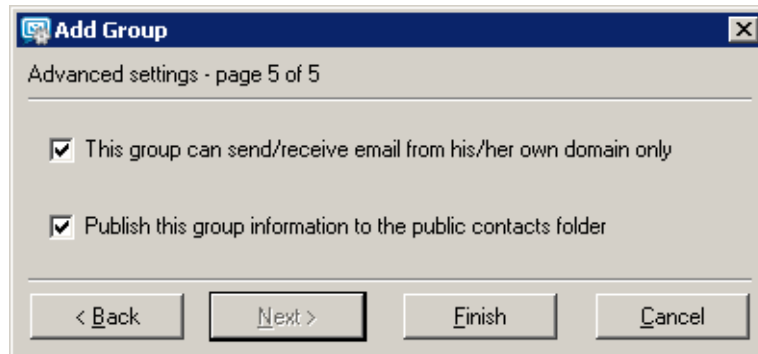 Add Group
Advanced settings - page 5 of 5
This group can send/receive email from his/her own domain only
Publish this group information to the public contacts folder
< Back Next > Finish Cancel